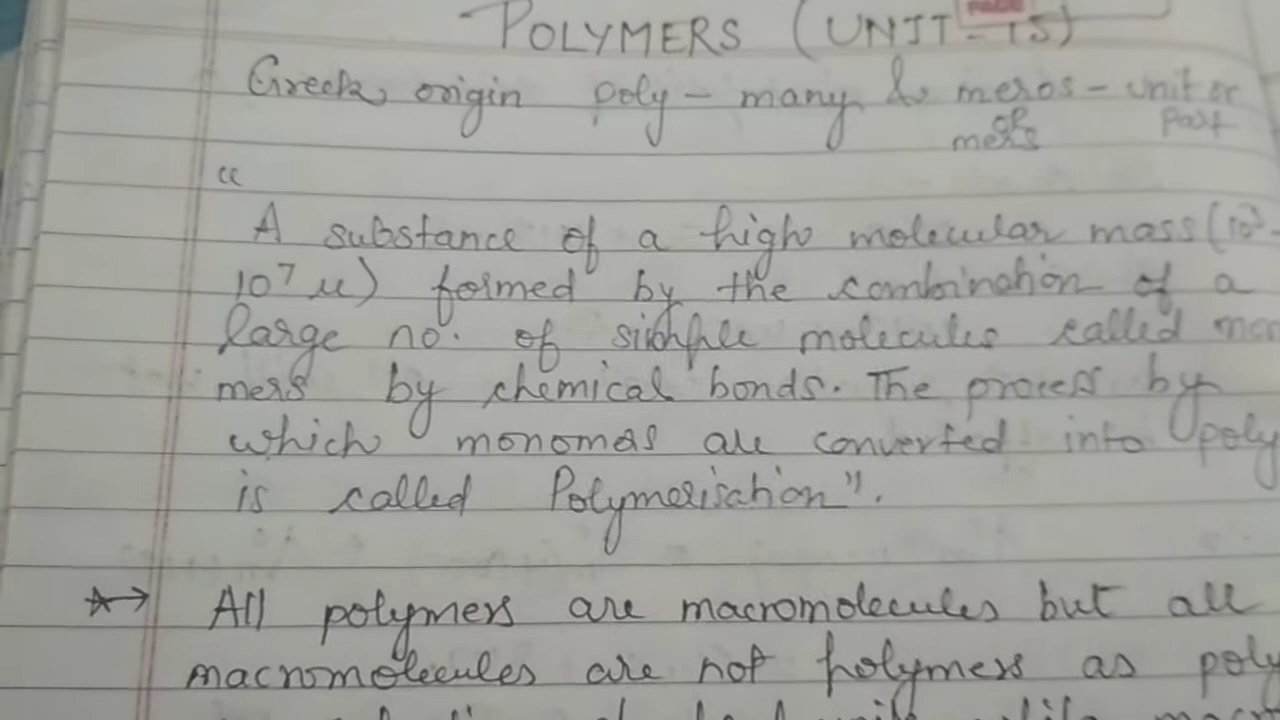 POLYMERS (UNIT-15)
Greek origin poly - many & meros - unit or
or part
mers
“
A substance of a high molecular mass (10³-
10⁷ u) formed by the combination of a
large no. of simple molecules called mo
mers by chemical bonds. The process by
which monomers are converted into poly
is called Polymerisation”.
★→ All polymers are macromolecules but all
macromolecules are not polymers as poly